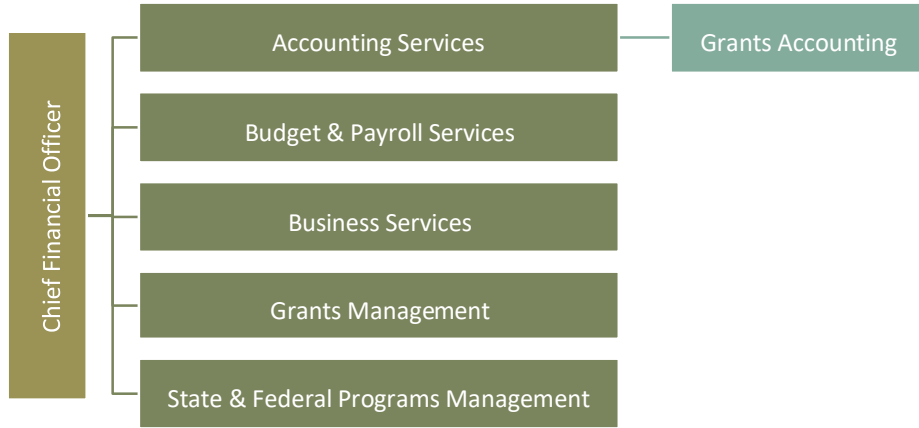 Chief Financial Officer
Accounting Services
Grants Accounting
Budget & Payroll Services
Business Services
Grants Management
State & Federal Programs Management